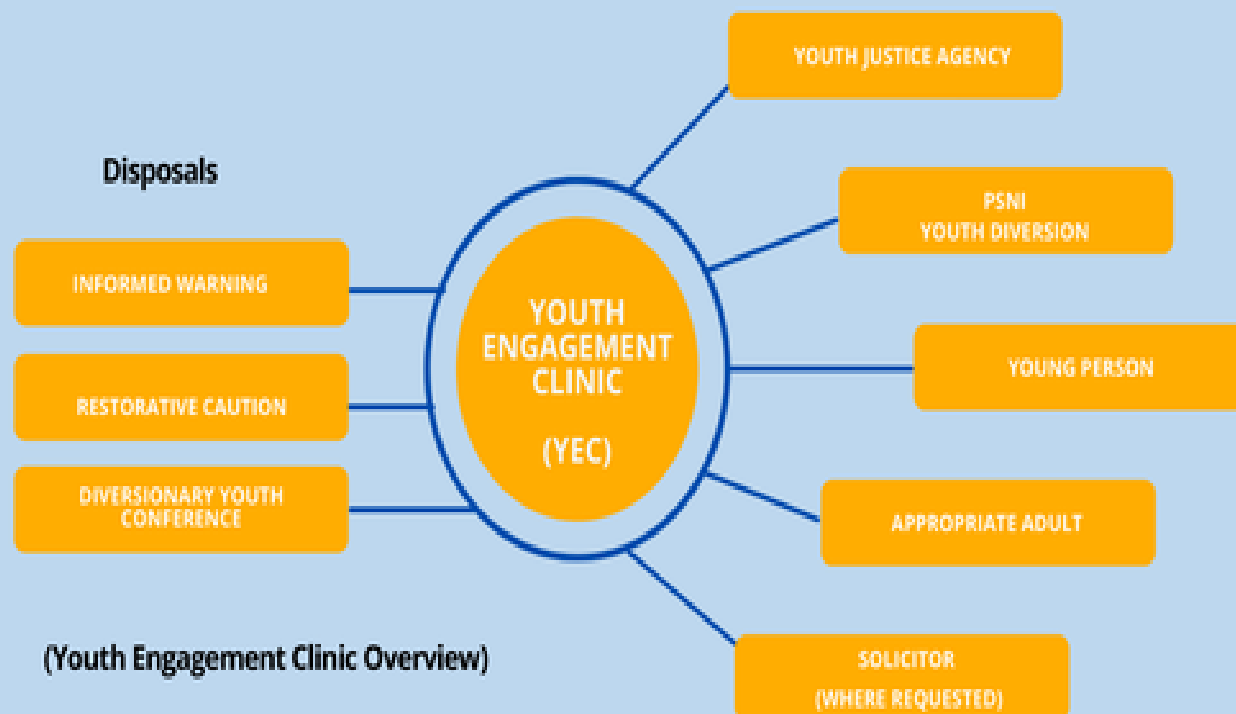 Disposals
INFORMED WARNING
RESTORATIVE CAUTION
DIVERSIONARY YOUTH
CONFERENCE
YOUTH
ENGAGEMENT
CLINIC
(YEC)
YOUTH JUSTICE AGENCY
PSNI
YOUTH DIVERSION
YOUNG PERSON
APPROPRIATE ADULT
SOLICITOR
(WHERE REQUESTED)
(Youth Engagement Clinic Overview)